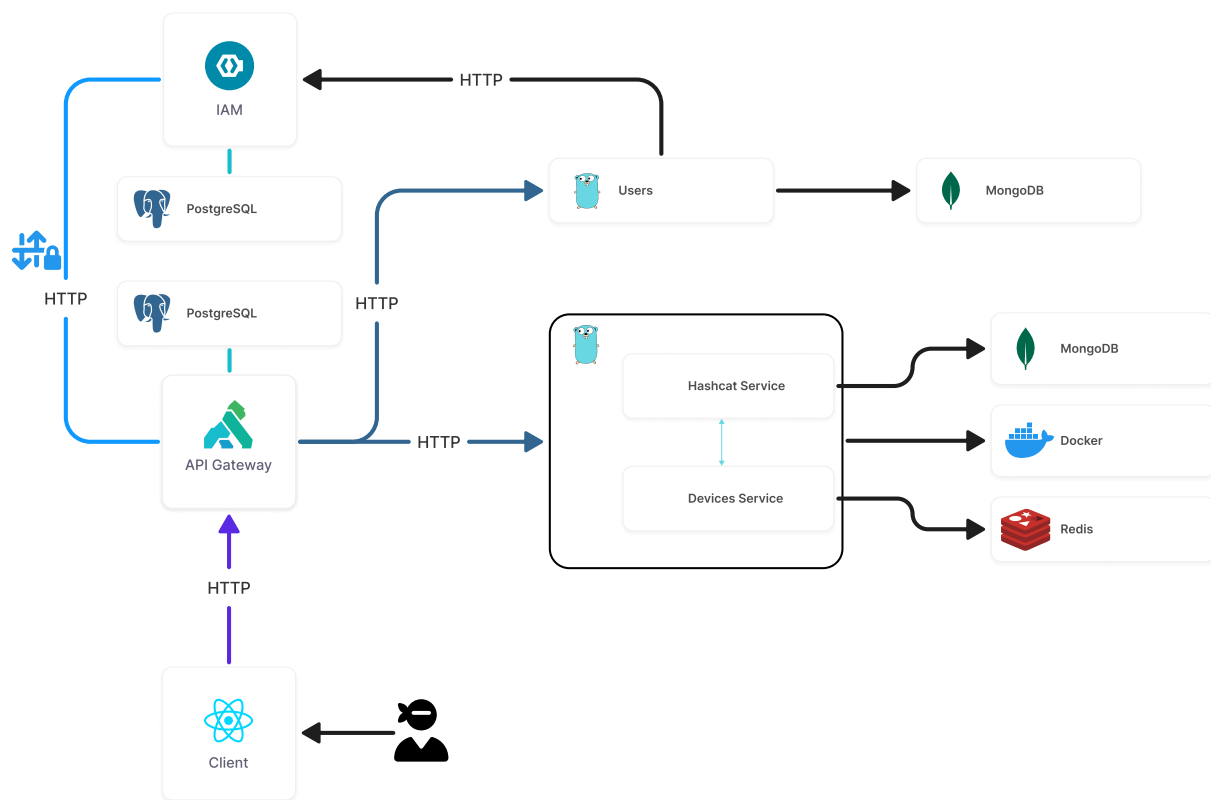 HTTP
IAM
Users
MongoDB
PostgreSQL
HTTP
HTTP
PostgreSQL
MongoDB
Hashcat Service
API Gateway
HTTP
Docker
Devices Service
Redis
HTTP
Client